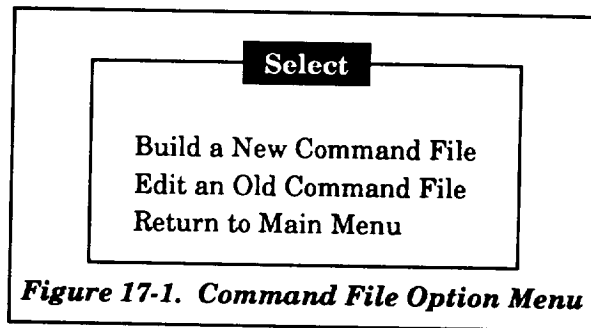 Select
Build a New Command File
Edit an Old Command File
Return to Main Menu
Figure 17-1. Command File Option Menu